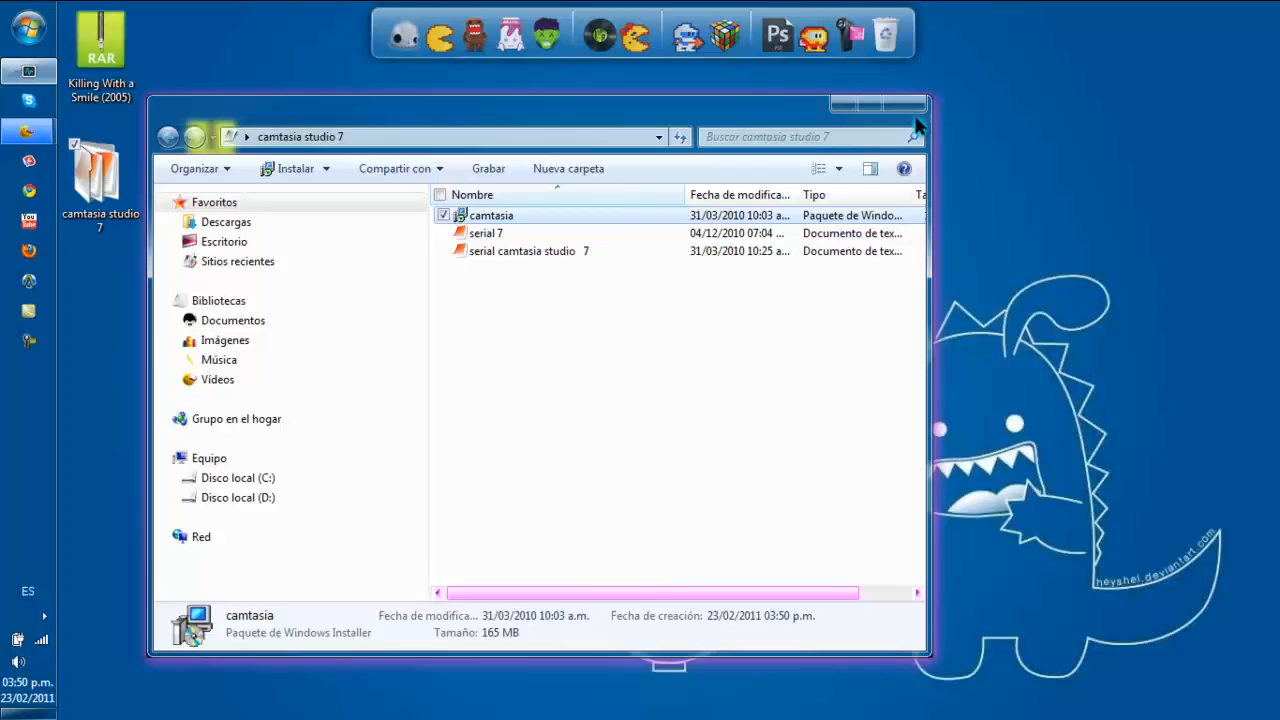 RAR
Killing With a
Smile (2005)
camtasia studio
7
Ps
camtasia studio 7
Buscar camtasia studio 7
Organizar
Instalar
Compartir con
Grabar
Nueva carpeta
Nombre
Fecha de modifica...
Tipo
Ta
Favoritos
Descargas
Escritorio
Sitios recientes
Bibliotecas
Documentos
Imágenes
Música
Vídeos
Grupo en el hogar
Equipo
Disco local (C:)
Disco local (D:)
Red
camtasia
31/03/2010 10:03 a...
Paquete de Windo...
serial 7
04/12/2010 07:04 ...
Documento de tex...
serial camtasia studio 7
31/03/2010 10:25 a...
Documento de tex...
camtasia
Fecha de modifica... 31/03/2010 10:03 a.m.
Fecha de creación: 23/02/2011 03:50 p.m.
Paquete de Windows Installer
Tamaño: 165 MB
heyshel.deviantart.com
You
Tube
ES
03:50 p.m.
23/02/2011